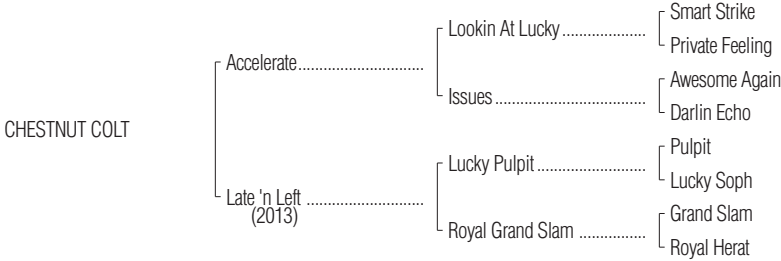 Smart Strike
Lookin At Lucky
Private Feeling
Accelerate
Awesome Again
Issues
Darlin Echo
CHESTNUT COLT
Pulpit
Lucky Pulpit
Lucky Soph
Late 'n Left
(2013)
Grand Slam
Royal Grand Slam
Royal Herat